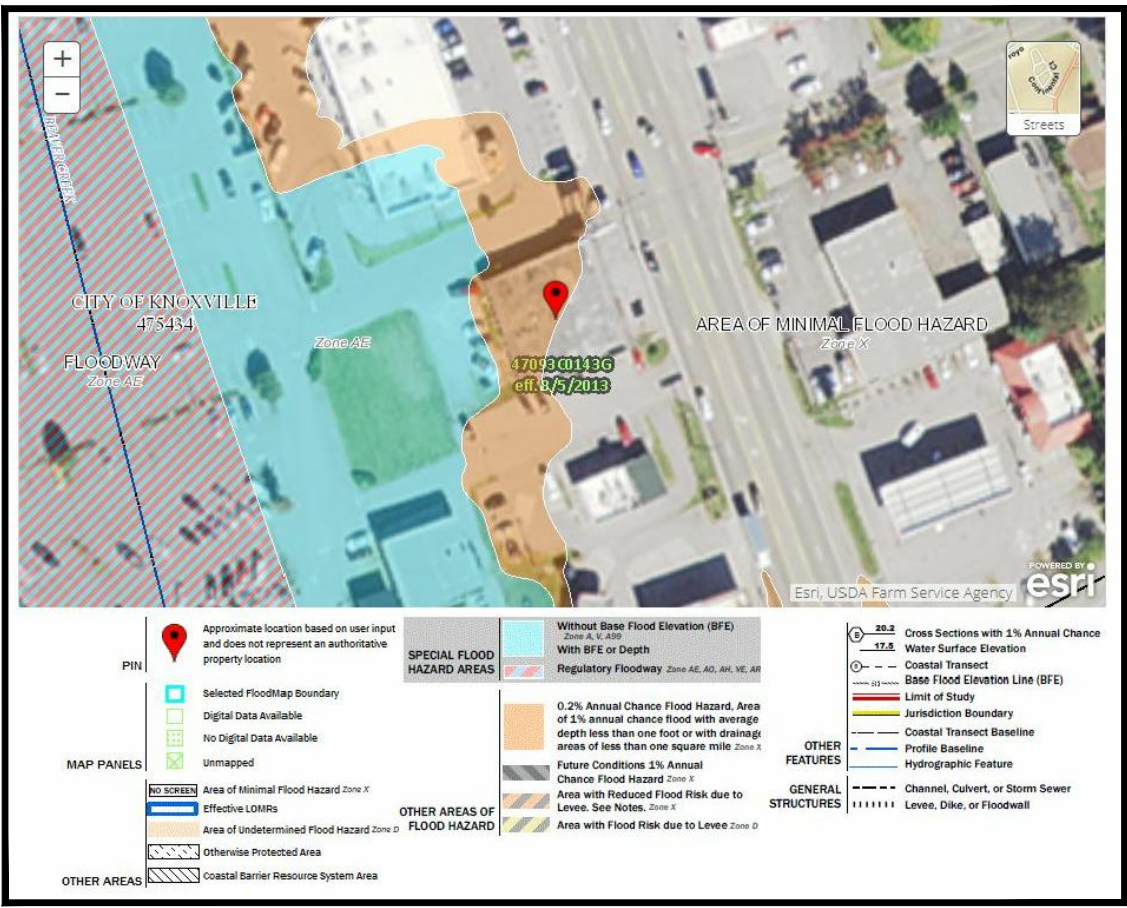 +
−
royo
Streets
BEAVER CREEK
CITY OF KNOXVILLE
475434
FLOODWAY
Zone AE
Zone AE
AREA OF MINIMAL FLOOD HAZARD
Zone X
47093C0143G
eff. 8/5/2013
POWERED BY
esri
Esri, USDA Farm Service Agency
PIN
Approximate location based on user input
and does not represent an authoritative
property location
MAP PANELS
Selected FloodMap Boundary
Digital Data Available
No Digital Data Available
Unmapped
OTHER AREAS
NO SCREEN Area of Minimal Flood Hazard Zone X
Effective LOMRs
Area of Undetermined Flood Hazard Zone D
Otherwise Protected Area
Coastal Barrier Resource System Area
SPECIAL FLOOD
HAZARD AREAS
Without Base Flood Elevation (BFE)
Zone A, V, A99
With BFE or Depth
Regulatory Floodway Zone AE, AO, AH, VE, AR
OTHER AREAS OF
FLOOD HAZARD
0.2% Annual Chance Flood Hazard, Area
of 1% annual chance flood with average
depth less than one foot or with drainage
areas of less than one square mile Zone X
Future Conditions 1% Annual
Chance Flood Hazard Zone X
Area with Reduced Flood Risk due to
Levee. See Notes. Zone X
Area with Flood Risk due to Levee Zone D
OTHER
FEATURES
B 20.2 Cross Sections with 1% Annual Chance
17.5 Water Surface Elevation
Coastal Transect
Base Flood Elevation Line (BFE)
Limit of Study
Jurisdiction Boundary
Coastal Transect Baseline
Profile Baseline
Hydrographic Feature
GENERAL
STRUCTURES
Channel, Culvert, or Storm Sewer
Levee, Dike, or Floodwall